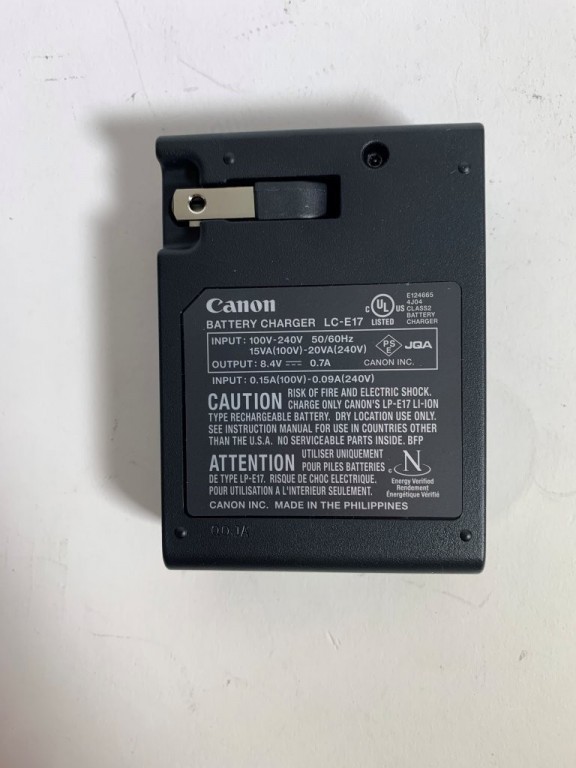 Canon
BATTERY CHARGER LC-E17
C UL US
LISTED
E124665
4J04
CLASS2
BATTERY
CHARGER
INPUT: 100V-240V 50/60Hz
15VA(100V)-20VA(240V)
OUTPUT: 8.4V 0.7A
PS
E
JQA
CANON INC.
INPUT: 0.15A(100V)-0.09A(240V)
CAUTION RISK OF FIRE AND ELECTRIC SHOCK.
CHARGE ONLY CANON'S LP-E17 LI-ION
TYPE RECHARGEABLE BATTERY. DRY LOCATION USE ONLY.
SEE INSTRUCTION MANUAL FOR USE IN COUNTRIES OTHER
THAN THE U.S.A. NO SERVICEABLE PARTS INSIDE. BFP
ATTENTION UTILISER UNIQUEMENT
POUR PILES BATTERIES
DE TYPE LP-E17. RISQUE DE CHOC ELECTRIQUE.
POUR UTILISATION A L'INTERIEUR SEULEMENT.
C N
Energy Verified
Rendement
Énergétique Vérifié
CANON INC. MADE IN THE PHILIPPINES